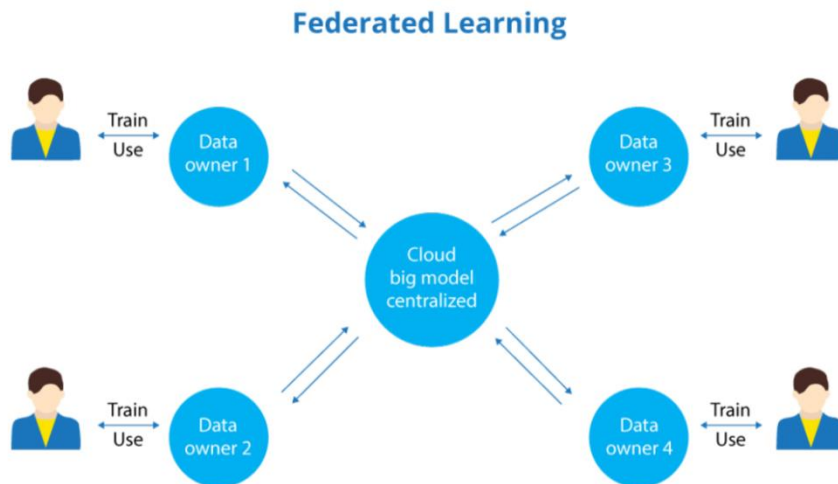 Federated Learning
Train
Use
Data
owner 1
Data
owner 3
Train
Use
Cloud
big model
centralized
Train
Use
Data
owner 2
Data
owner 4
Train
Use